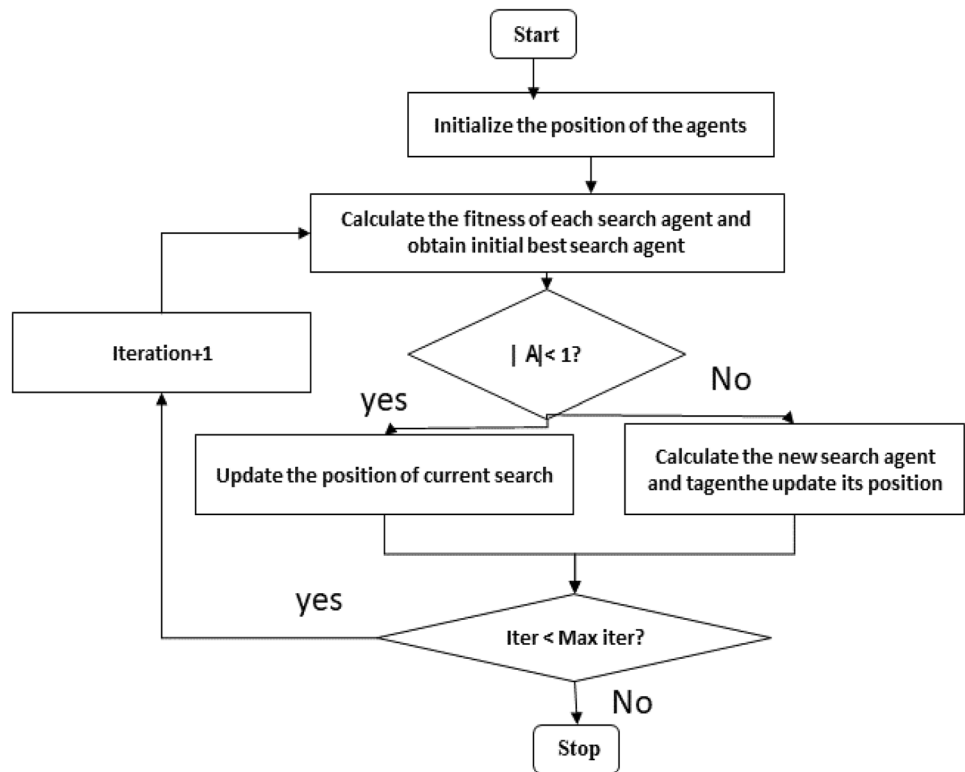 Start
Initialize the position of the agents
Calculate the fitness of each search agent and
obtain initial best search agent
Iteration+1
| A|< 1?
yes
No
Update the position of current search
Calculate the new search agent
and tagenthe update its position
yes
Iter < Max iter?
No
Stop